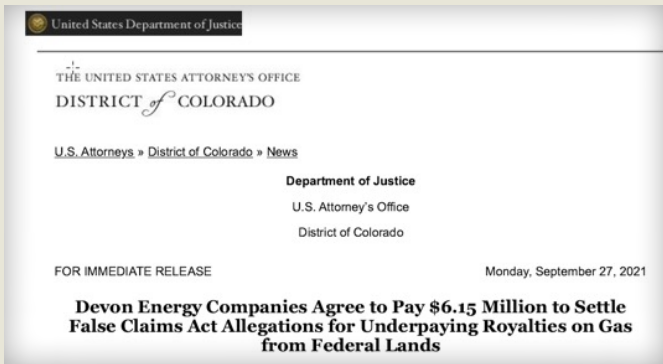 United States Department of Justice
THE UNITED STATES ATTORNEY'S OFFICE
DISTRICT of COLORADO
U.S. Attorneys » District of Colorado » News
Department of Justice
U.S. Attorney's Office
District of Colorado
FOR IMMEDIATE RELEASE Monday, September 27, 2021
Devon Energy Companies Agree to Pay $6.15 Million to Settle
False Claims Act Allegations for Underpaying Royalties on Gas
from Federal Lands